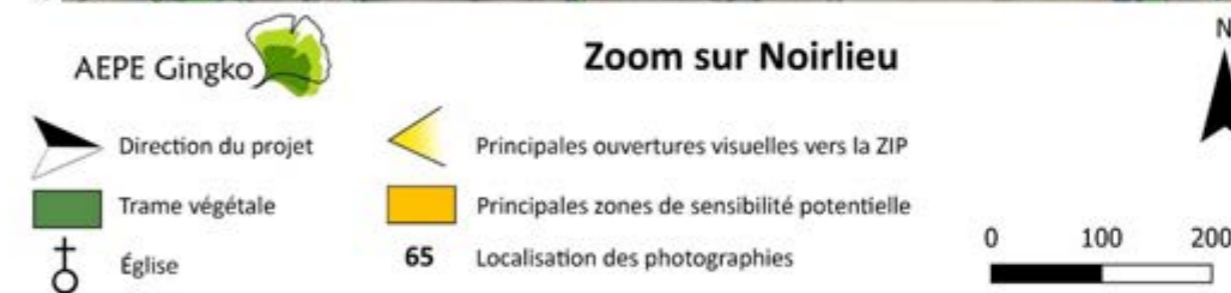 AEPE Gingko
Zoom sur Noirlieu
N
Direction du projet
Principales ouvertures visuelles vers la ZIP
Trame végétale
Principales zones de sensibilité potentielle
Église
65 Localisation des photographies
0 100 200